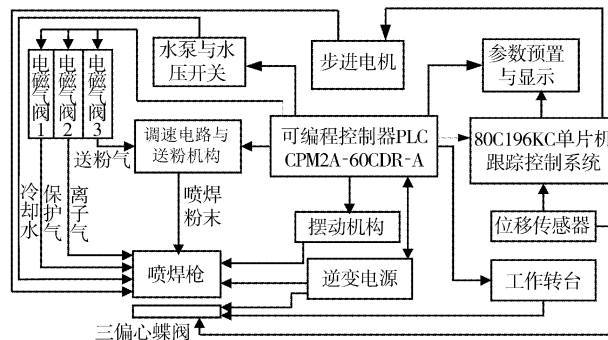 水泵与水
压开关
步进电机
参数预置
与显示
电磁气阀1
电磁气阀2
电磁气阀3
调速电路与
送粉机构
可编程控制器PLC
CPM2A-60CDR-A
80C196KC单片机
跟踪控制系统
送粉气
冷却水
保护气
离子气
喷焊
粉末
摆动机构
位移传感器
喷焊枪
逆变电源
工作转台
三偏心蝶阀